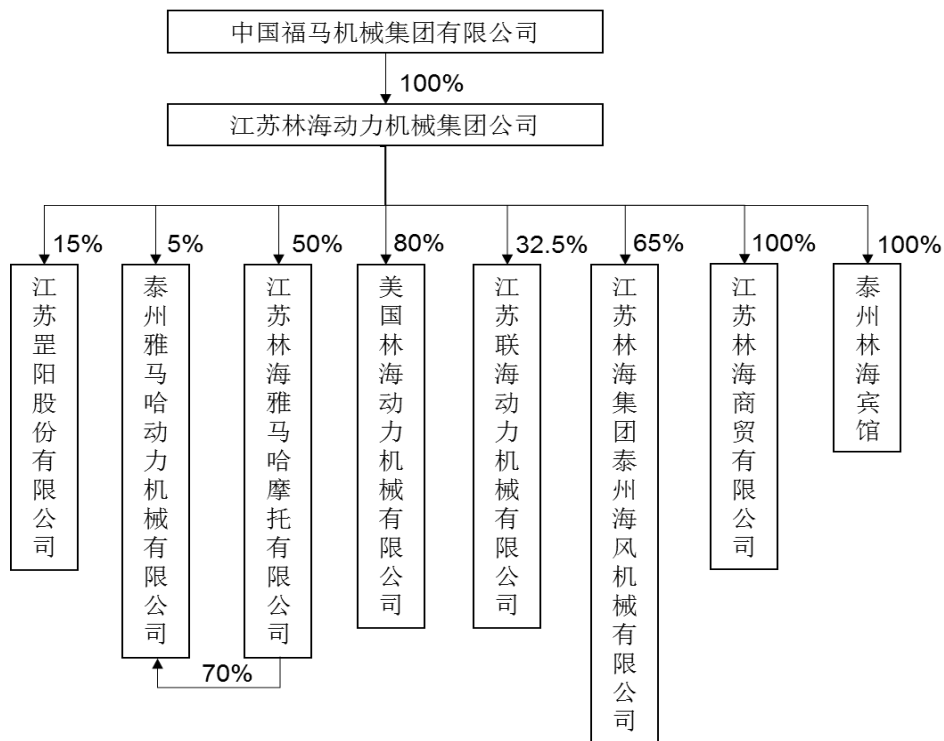 中国福马机械集团有限公司
100%
江苏林海动力机械集团公司
15%
5%
50%
80%
32.5%
65%
100%
100%
江苏罡阳股份有限公司
泰州雅马哈动力机械有限公司
江苏林海雅马哈摩托有限公司
美国林海动力机械有限公司
江苏联海动力机械有限公司
江苏林海集团泰州海风机械有限公司
江苏林海商贸有限公司
泰州林海宾馆
70%